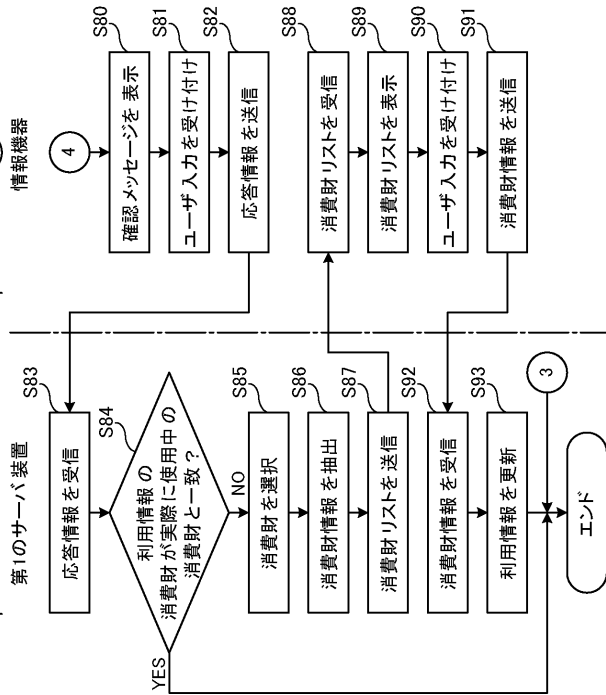 第1のサーバ装置
情報機器
4
S80
確認メッセージを表示
S81
ユーザ入力を受け付け
S82
応答情報を送信
S83
応答情報を受信
S84
利用情報の
消費財が実際に使用中の
消費財と一致？
YES
NO
S85
消費財を選択
S86
消費財情報を抽出
S87
消費財リストを送信
S88
消費財リストを受信
S89
消費財リストを表示
S90
ユーザ入力を受け付け
S91
消費財情報を送信
S92
消費財情報を受信
S93
利用情報を更新
3
エンド